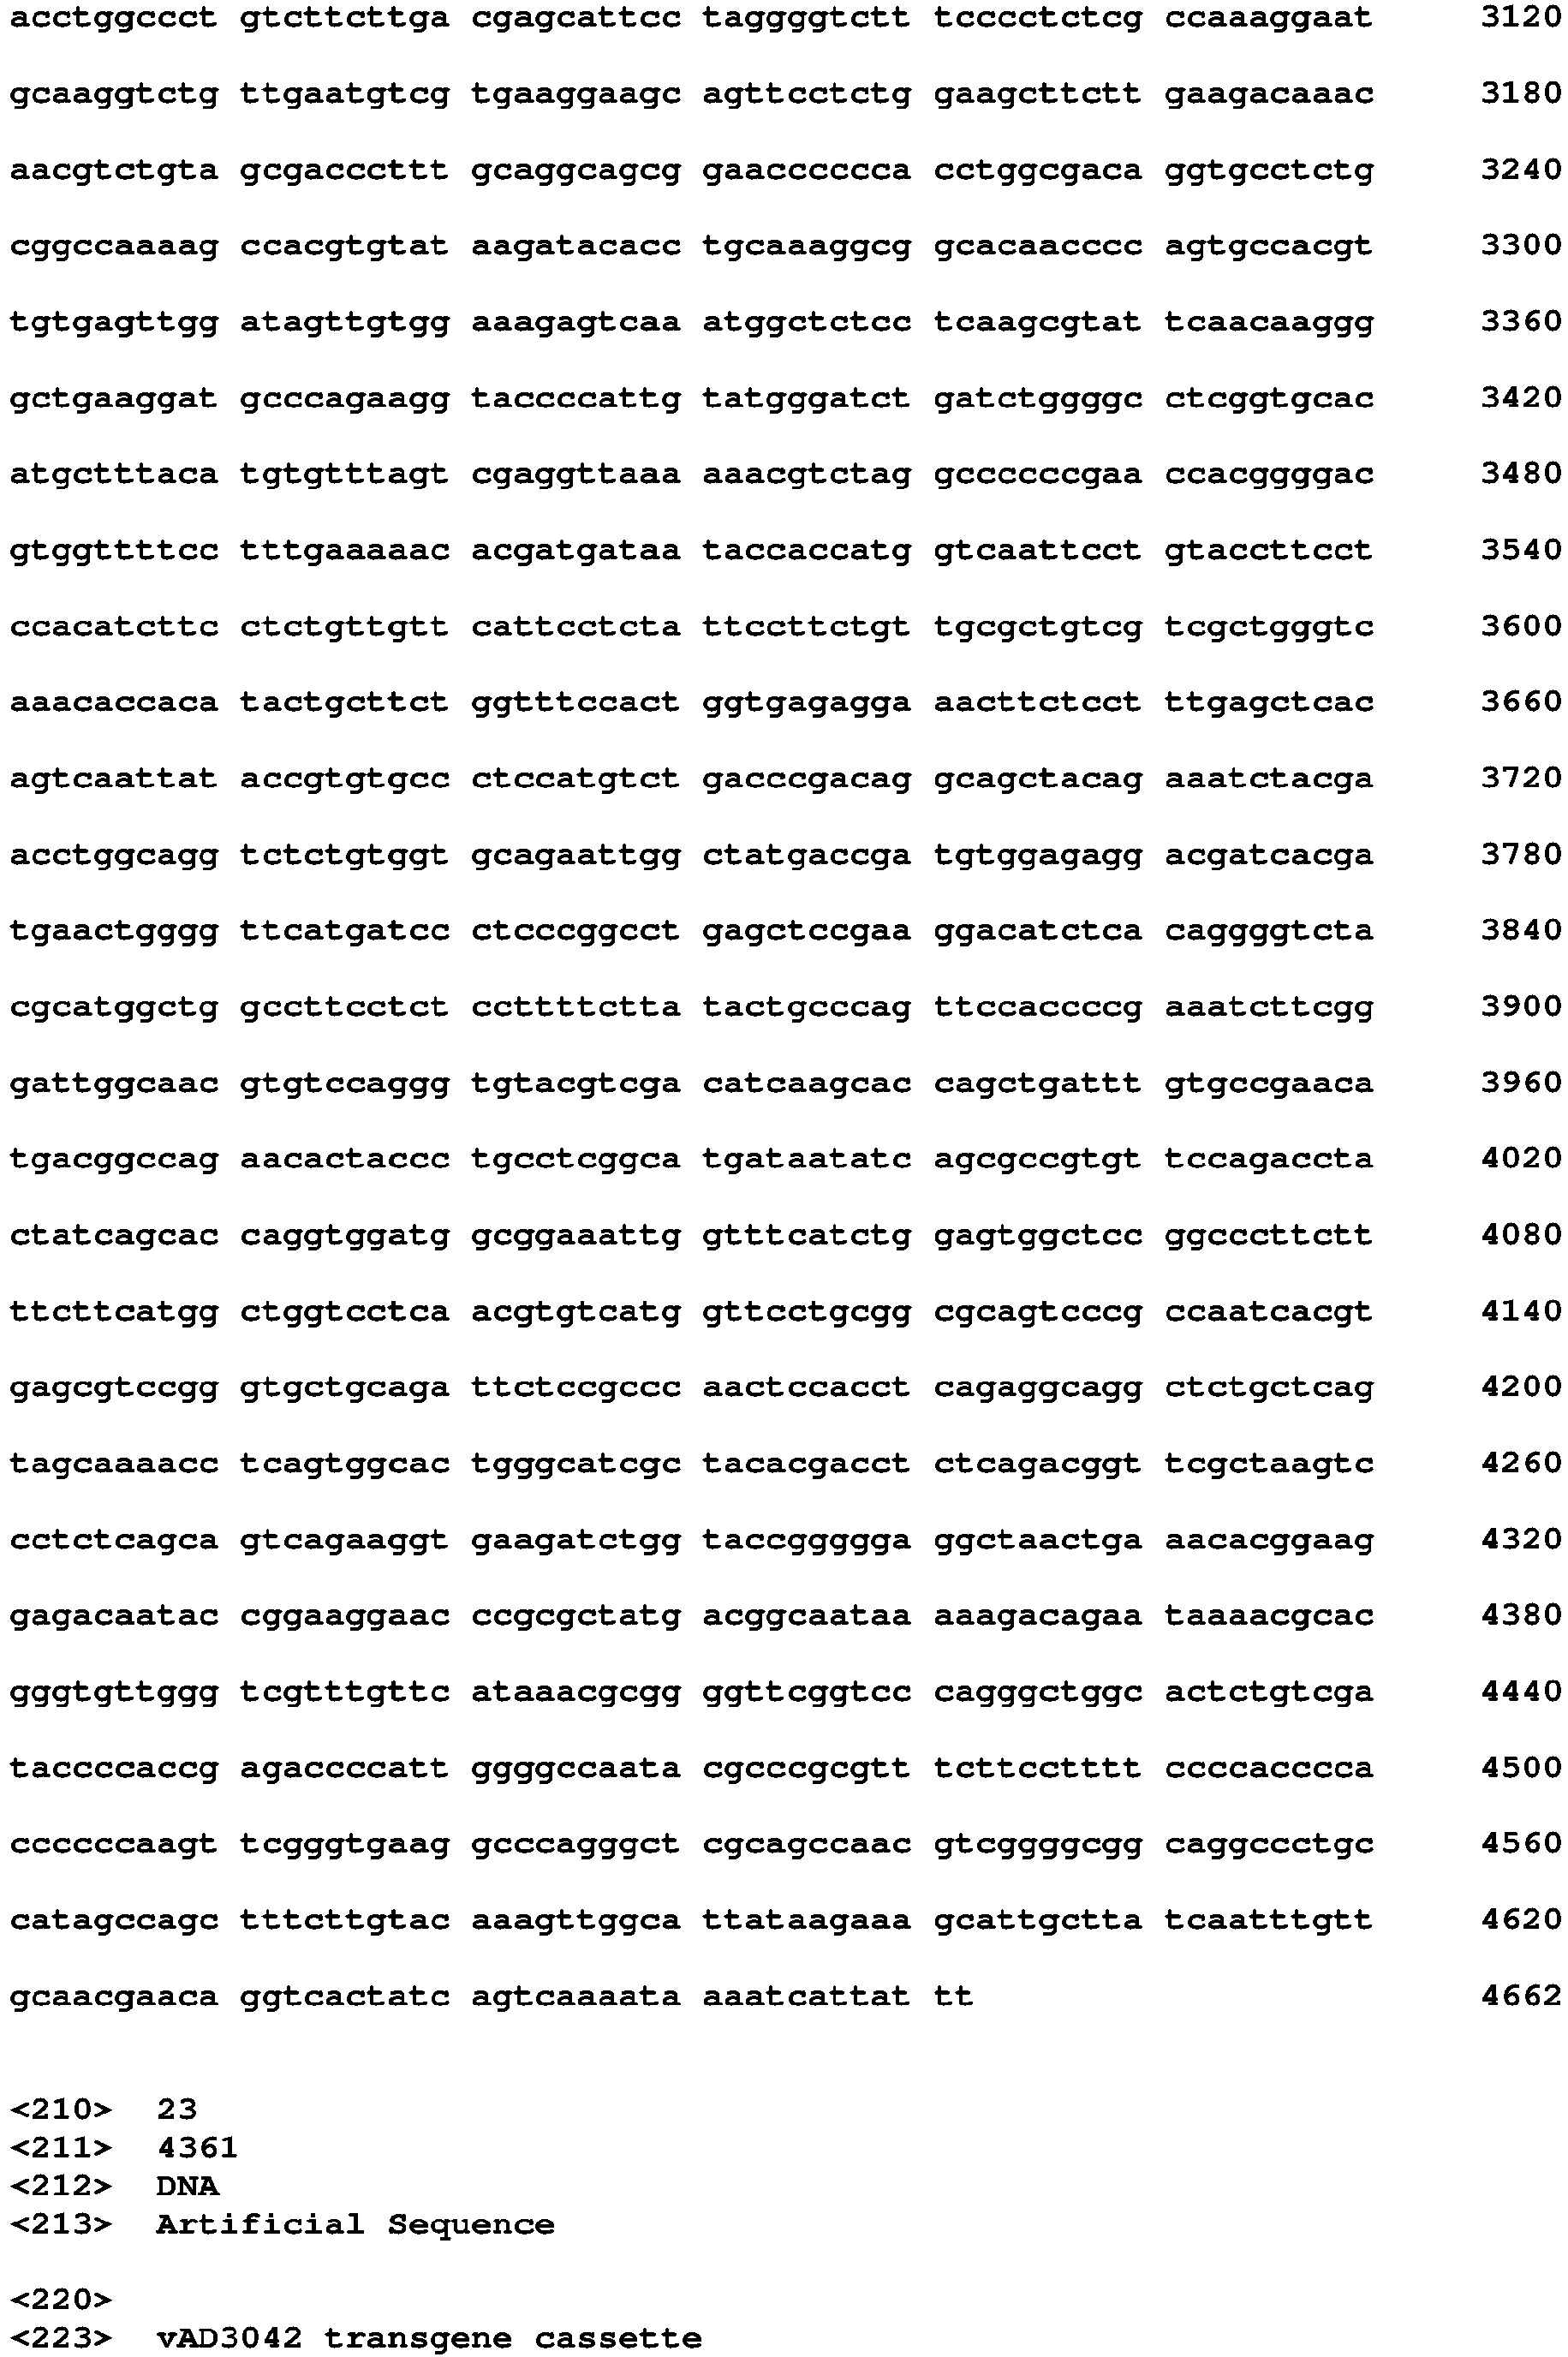 acctggccct gtcttcttga cgagcattcc taggggtctt tcccctctcg ccaaaggaat 3120
gcaaggtctg ttgaatgtcg tgaaggaagc agttcctctg gaagcttctt gaagacaaac 3180
aacgtctgta gcgacccttt gcaggcagcg gaacccccca cctggcgaca ggtgcctctg 3240
cggccaaaag ccacgtgtat aagatacacc tgcaaaggcg gcacaacccc agtgccacgt 3300
tgtgagttgg atagttgtgg aaagagtcaa atggctctcc tcaagcgtat tcaacaaggg 3360
gctgaaggat gcccagaagg taccccattg tatgggatct gatctggggc ctcggtgcac 3420
atgctttaca tgtgtttagt cgaggttaaa aaacgtctag gccccccgaa ccacggggac 3480
gtggttttcc tttgaaaaac acgatgataa taccaccatg gtcaattcct gtaccttcct 3540
ccacatcttc ctctgttgtt cattcctcta ttccttctgt tgcgctgtcg tcgctgggtc 3600
aaacaccaca tactgcttct ggtttccact ggtgagagga aacttctcct ttgagctcac 3660
agtcaattat accgtgtgcc ctccatgtct gacccgacag gcagctacag aaatctacga 3720
acctggcagg tctctgtggt gcagaattgg ctatgaccga tgtggagagg acgatcacga 3780
tgaactgggg ttcatgatcc ctcccggcct gagctccgaa ggacatctca caggggtcta 3840
cgcatggctg gccttcctct ccttttctta tactgcccag ttccaccccg aaatcttcgg 3900
gattggcaac gtgtccaggg tgtacgtcga catcaagcac cagctgattt gtgccgaaca 3960
tgacggccag aacactaccc tgcctcggca tgataatatc agcgccgtgt tccagaccta 4020
ctatcagcac caggtggatg gcggaaattg gtttcatctg gagtggctcc ggcccttctt 4080
ttcttcatgg ctggtcctca acgtgtcatg gttcctgcgg cgcagtcccg ccaatcacgt 4140
gagcgtccgg gtgctgcaga ttctccgccc aactccacct cagaggcagg ctctgctcag 4200
tagcaaaacc tcagtggcac tgggcatcgc tacacgacct ctcagacggt tcgctaagtc 4260
cctctcagca gtcagaaggt gaagatctgg taccggggga ggctaactga aacacggaag 4320
gagacaatac cggaaggaac ccgcgctatg acggcaataa aaagacagaa taaaacgcac 4380
gggtgttggg tcgtttgttc ataaacgcgg ggttcggtcc cagggctggc actctgtcga 4440
taccccaccg agaccccatt ggggccaata cgcccgcgtt tcttcctttt ccccacccca 4500
ccccccaagt tcgggtgaag gcccagggct cgcagccaac gtcggggcgg caggccctgc 4560
catagccagc tttcttgtac aaagttggca ttataagaaa gcattgctta tcaatttgtt 4620
gcaacgaaca ggtcactatc agtcaaaata aaatcattat tt 4662
<210> 23
<211> 4361
<212> DNA
<213> Artificial Sequence
<220>
<223> vAD3042 transgene cassette